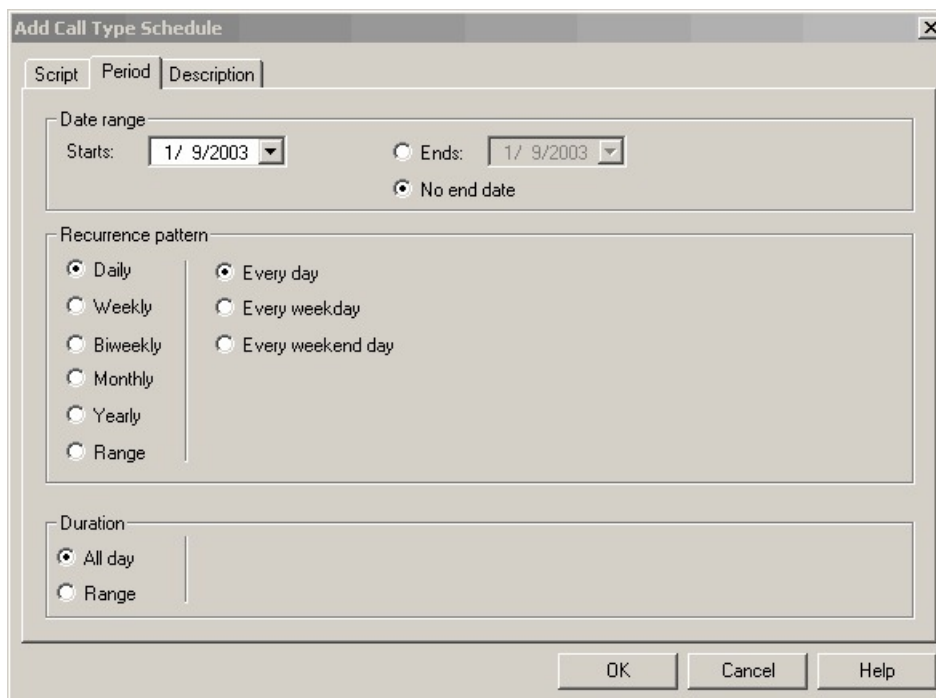 Add Call Type Schedule
Script Period Description
Date range
Starts: 1/ 9/2003 Ends: 1/ 9/2003
No end date
Recurrence pattern
Daily Every day
Weekly Every weekday
Biweekly Every weekend day
Monthly
Yearly
Range
Duration
All day
Range
OK Cancel Help